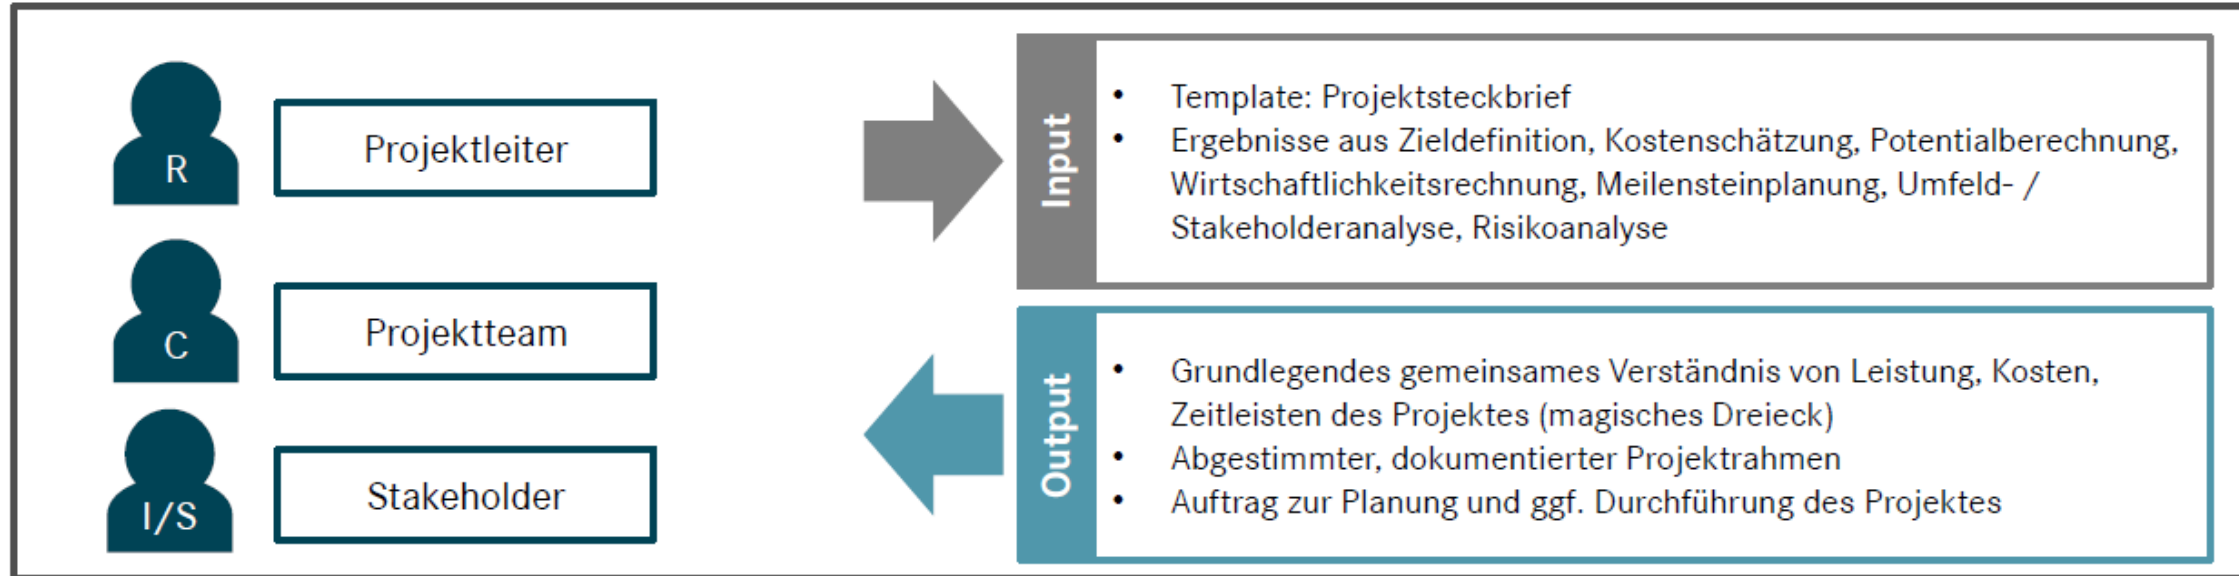 R
Projektleiter
C
Projektteam
I/S
Stakeholder
Input
• Template: Projektsteckbrief
• Ergebnisse aus Zieldefinition, Kostenschätzung, Potentialberechnung,
Wirtschaftlichkeitsrechnung, Meilensteinplanung, Umfeld- /
Stakeholderanalyse, Risikoanalyse
Output
• Grundlegendes gemeinsames Verständnis von Leistung, Kosten,
Zeitleisten des Projektes (magisches Dreieck)
• Abgestimmter, dokumentierter Projektrahmen
• Auftrag zur Planung und ggf. Durchführung des Projektes